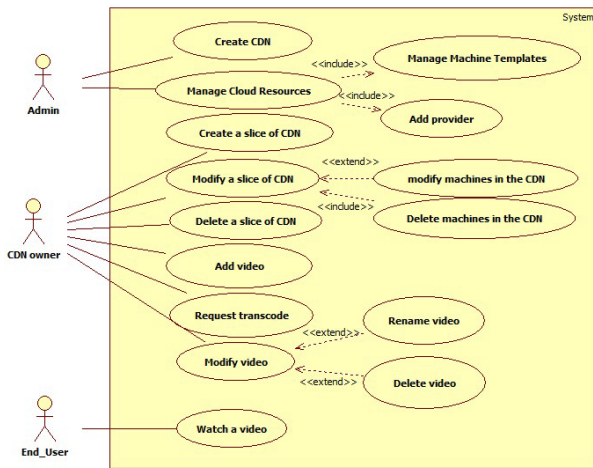 System
Create CDN
<<include>>
Manage Machine Templates
Admin
Manage Cloud Resources
<<include>>
Add provider
Create a slice of CDN
<<extend>>
Modify a slice of CDN
modify machines in the CDN
<<include>>
Delete a slice of CDN
Delete machines in the CDN
CDN owner
Add video
Request transcode
Rename video
<<extend>>
Modify video
<<extend>>
Delete video
Watch a video
End_User